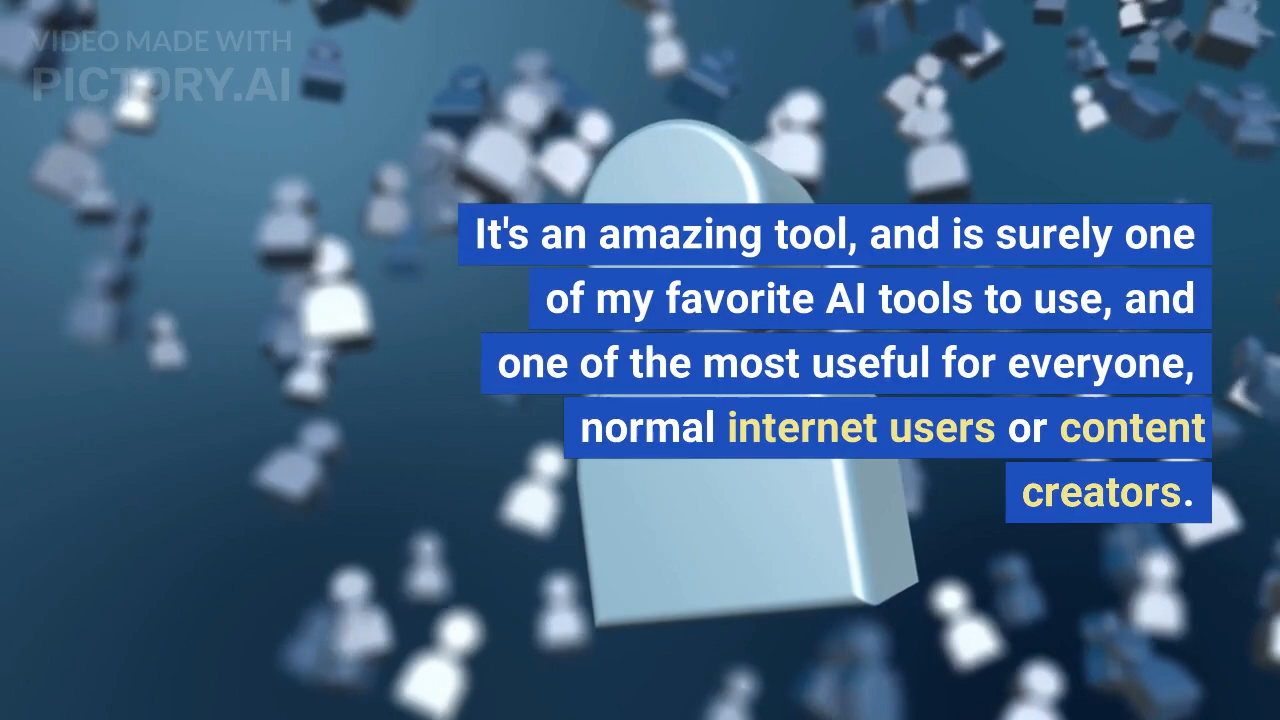 VIDEO MADE WITH
PICTORY.AI
It's an amazing tool, and is surely one
of my favorite AI tools to use, and
one of the most useful for everyone,
normal internet users or content
creators.